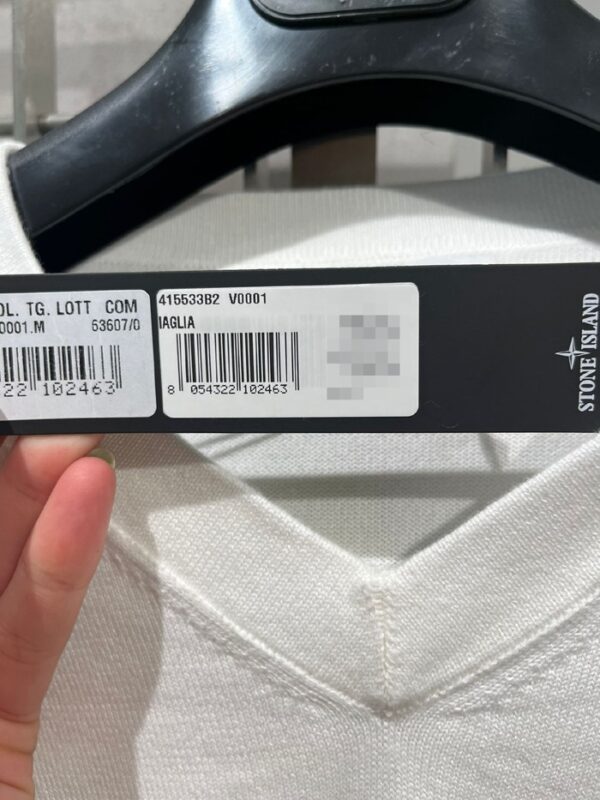 OL. TG. LOTT COM
0001.M 63607/0
22 102463
415533B2 V0001
IAGLIA
8 054322 102463
STONE ISLAND